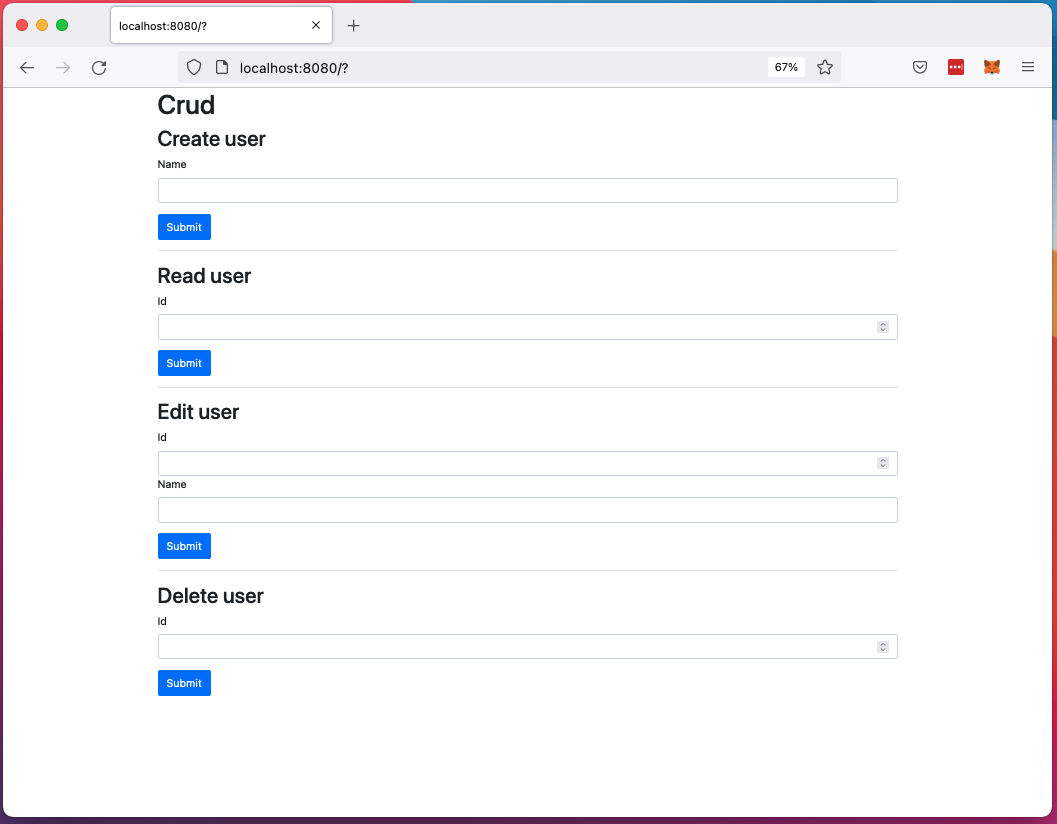 localhost:8080/?
localhost:8080/?
67%
Crud
Create user
Name
Submit
Read user
Id
Submit
Edit user
Id
Name
Submit
Delete user
Id
Submit